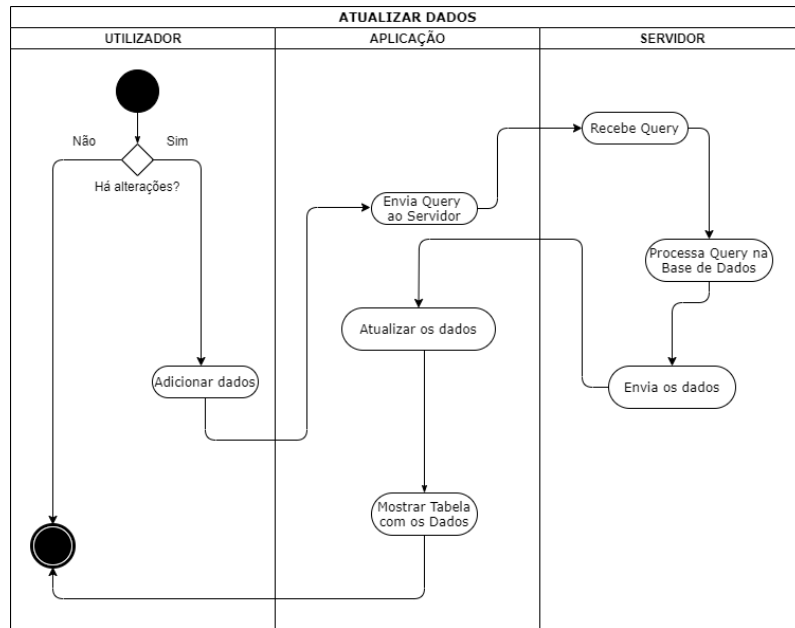 ATUALIZAR DADOS
UTILIZADOR
APLICAÇÃO
SERVIDOR
Não
Sim
Há alterações?
Adicionar dados
Envia Query
ao Servidor
Recebe Query
Processa Query na
Base de Dados
Envia os dados
Atualizar os dados
Mostrar Tabela
com os Dados